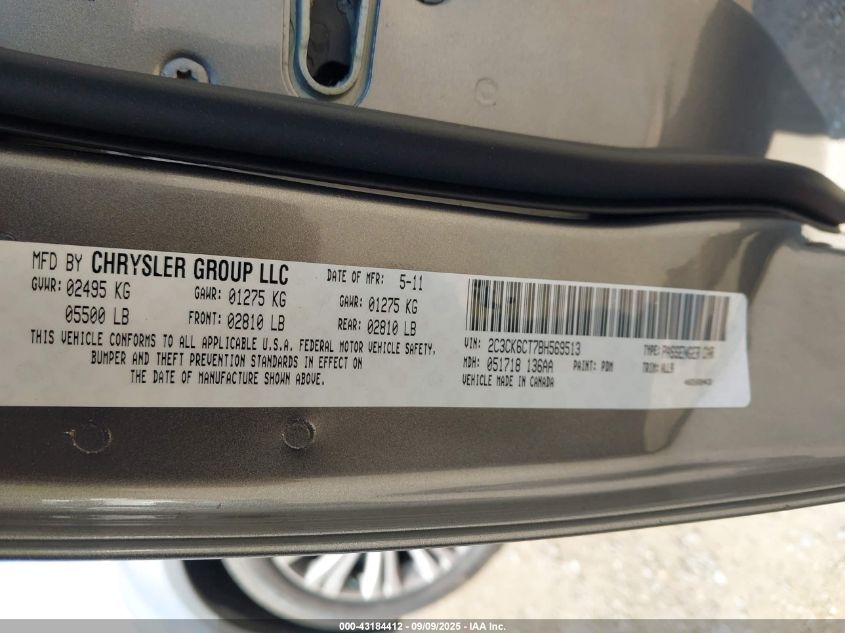 MFD BY CHRYSLER GROUP LLC DATE OF MFR: 5-11
GVWR: 02495 KG GAWR: 01275 KG GAWR: 01275 KG
05500 LB FRONT: 02810 LB REAR: 02810 LB
THIS VEHICLE CONFORMS TO ALL APPLICABLE U.S.A. FEDERAL MOTOR VEHICLE SAFETY,
BUMPER AND THEFT PREVENTION STANDARDS IN EFFECT ON
THE DATE OF MANUFACTURE SHOWN ABOVE.
VIN: 2C3CK6CT7BH569513 TYPE: PASSENGER CAR
MDH: 051718 136AA PAINT: PDM TRIM: ALL9
VEHICLE MADE IN CANADA
000-43184412 - 09/09/2025 - IAA Inc.